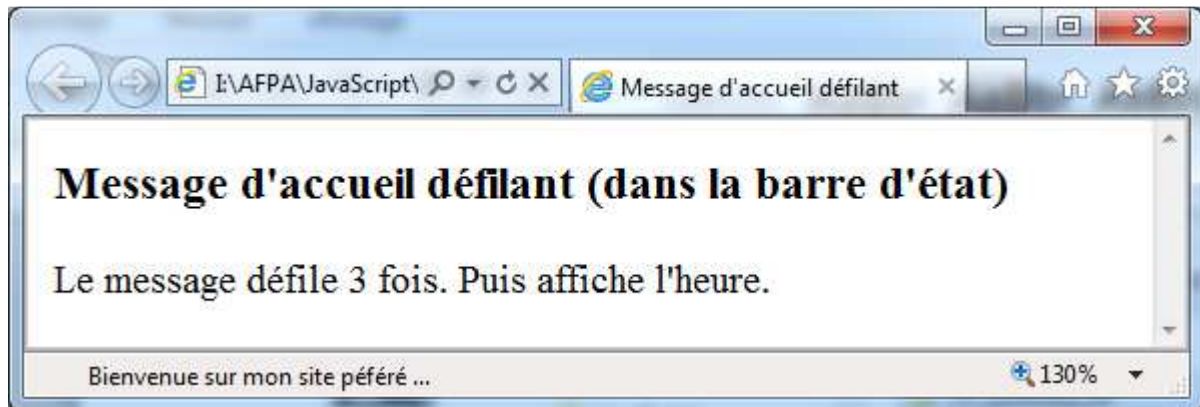 I:\AFPA\JavaScript\
Message d'accueil défilant
Message d'accueil défilant (dans la barre d'état)
Le message défile 3 fois. Puis affiche l'heure.
Bienvenue sur mon site péféré ...
130%